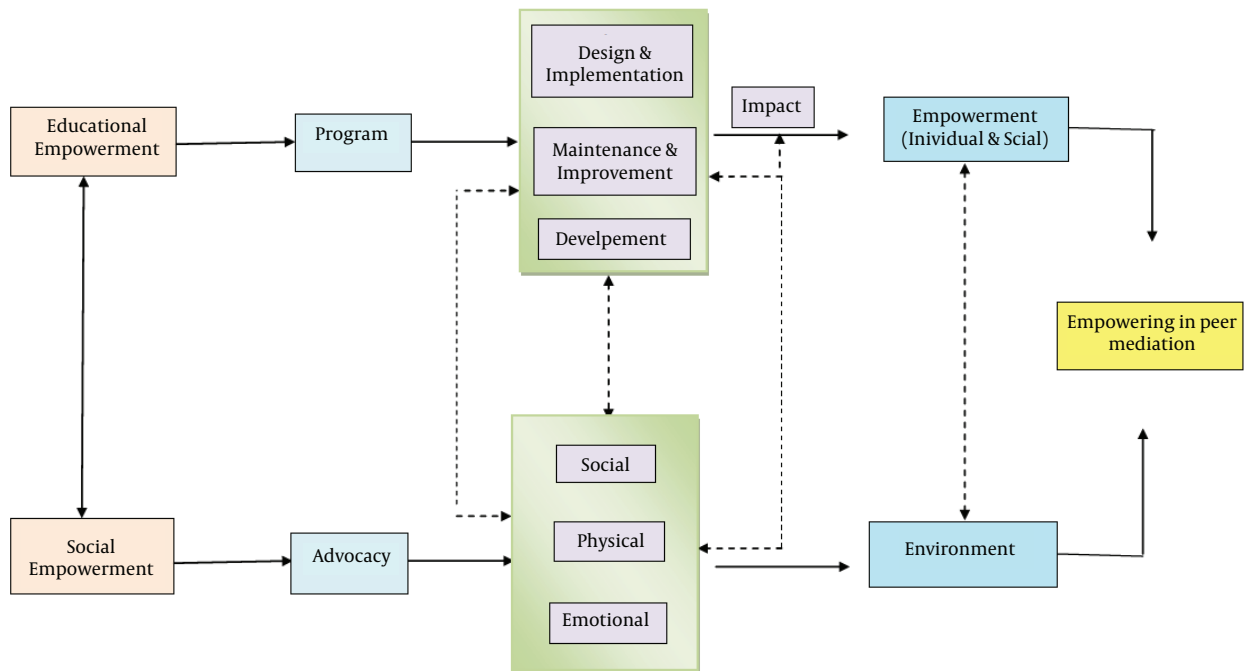 Design &
Implementation
Impact
Educational
Empowerment
Program
Empowerment
(Inividual & Scial)
Maintenance &
Improvement
Develpement
Empowering in peer
mediation
Social
Social
Empowerment
Advocacy
Physical
Environment
Emotional